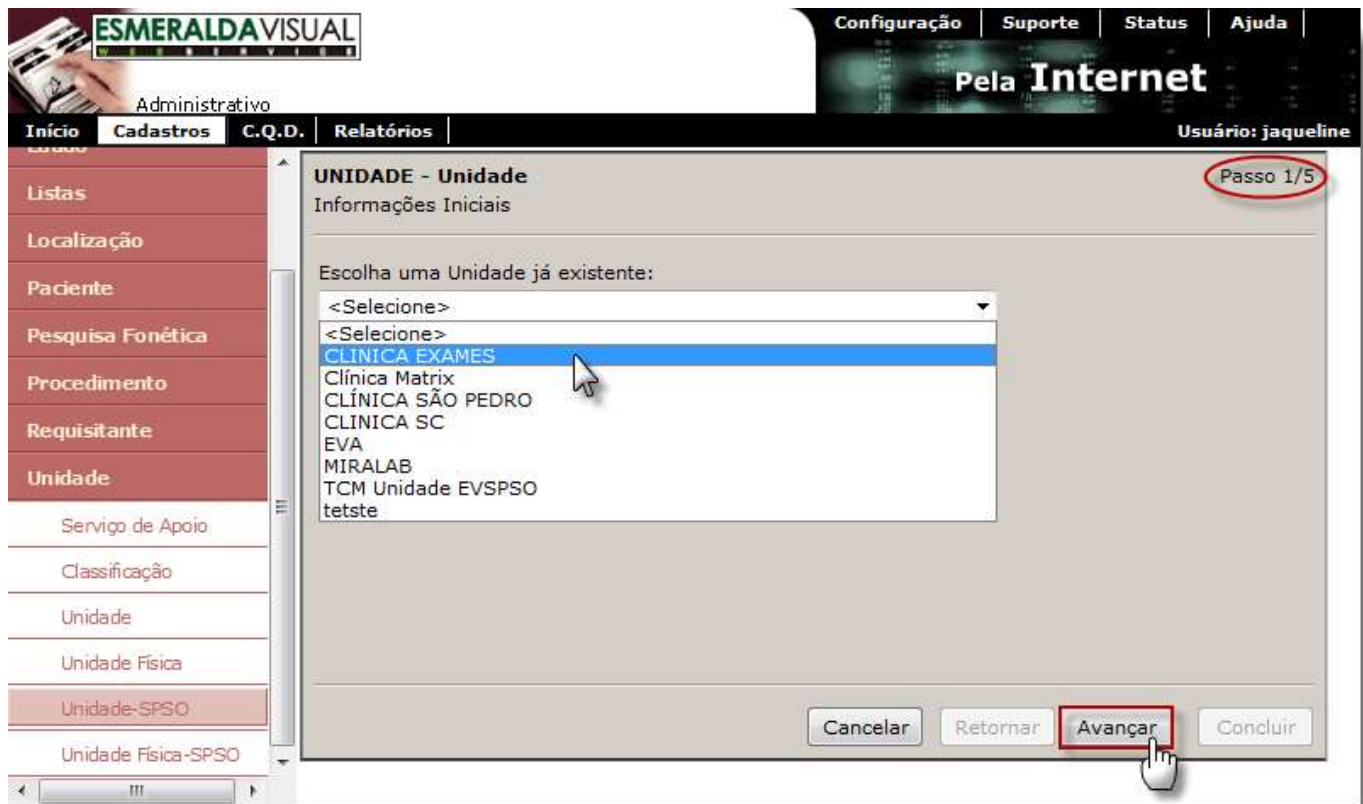 ESMERALDAVISUAL
WEB SERVICE
Administrativo
Configuração Suporte Status Ajuda
Pela Internet
Início Cadastros C.Q.D. Relatórios Usuário: jaqueline
Listas
Localização
Paciente
Pesquisa Fonética
Procedimento
Requisitante
Unidade
Serviço de Apoio
Classificação
Unidade
Unidade Física
Unidade-SPSO
Unidade Física-SPSO
UNIDADE - Unidade Passo 1/5
Informações Iniciais
Escolha uma Unidade já existente:
<Selecione>
<Selecione>
CLINICA EXAMES
Clínica Matrix
CLÍNICA SÃO PEDRO
CLINICA SC
EVA
MIRALAB
TCM Unidade EVSPSO
tetste
Cancelar Retornar Avançar Concluir